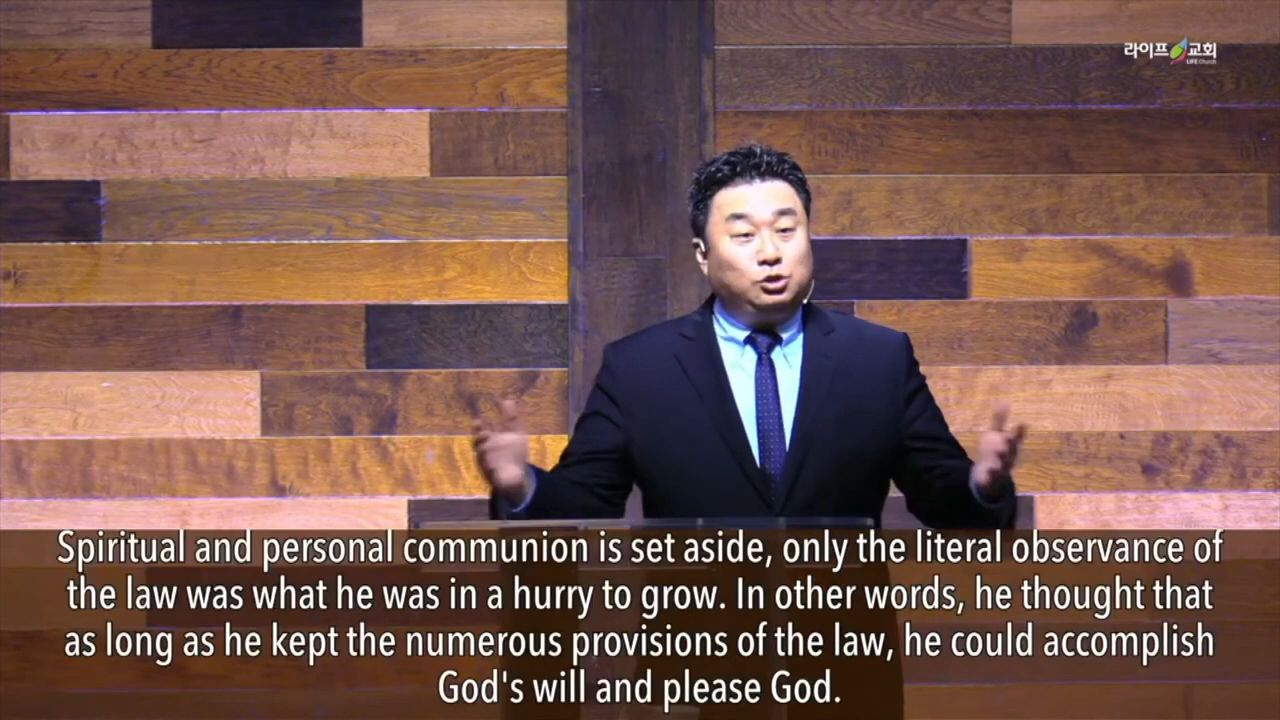 라이프교회
LIFE Church
Spiritual and personal communion is set aside, only the literal observance of
the law was what he was in a hurry to grow. In other words, he thought that
as long as he kept the numerous provisions of the law, he could accomplish
God's will and please God.